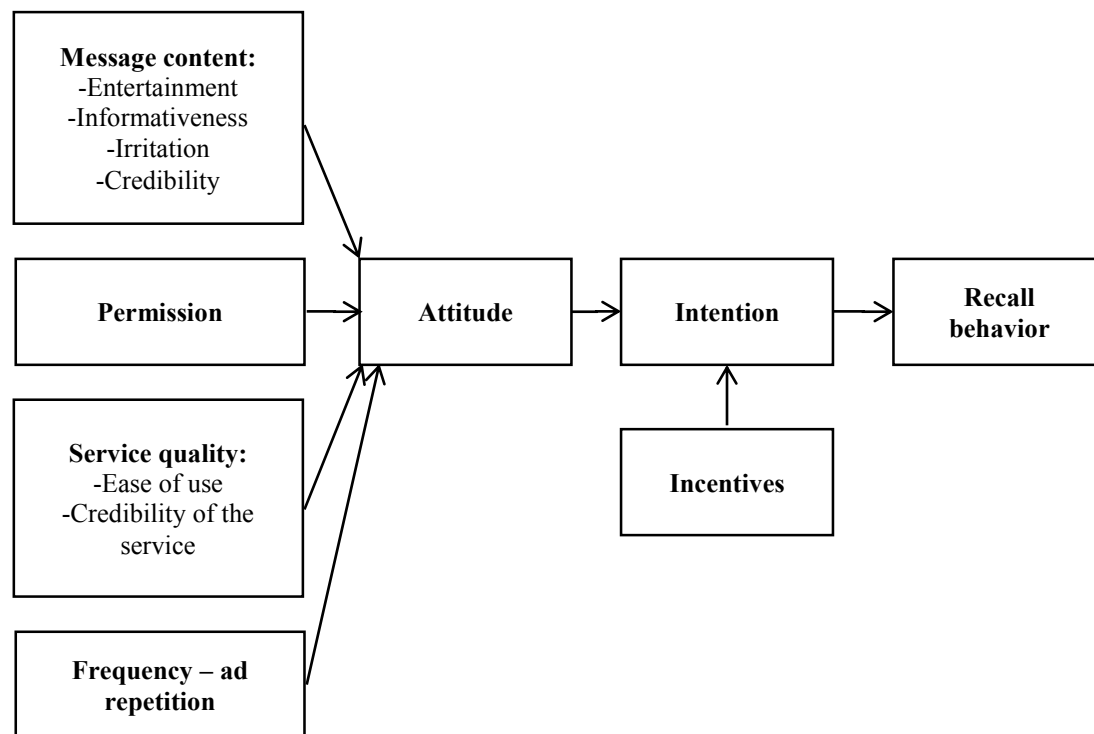 Message content:
-Entertainment
-Informativeness
-Irritation
-Credibility
Permission
Attitude
Intention
Recall
behavior
Service quality:
-Ease of use
-Credibility of the
service
Incentives
Frequency – ad
repetition